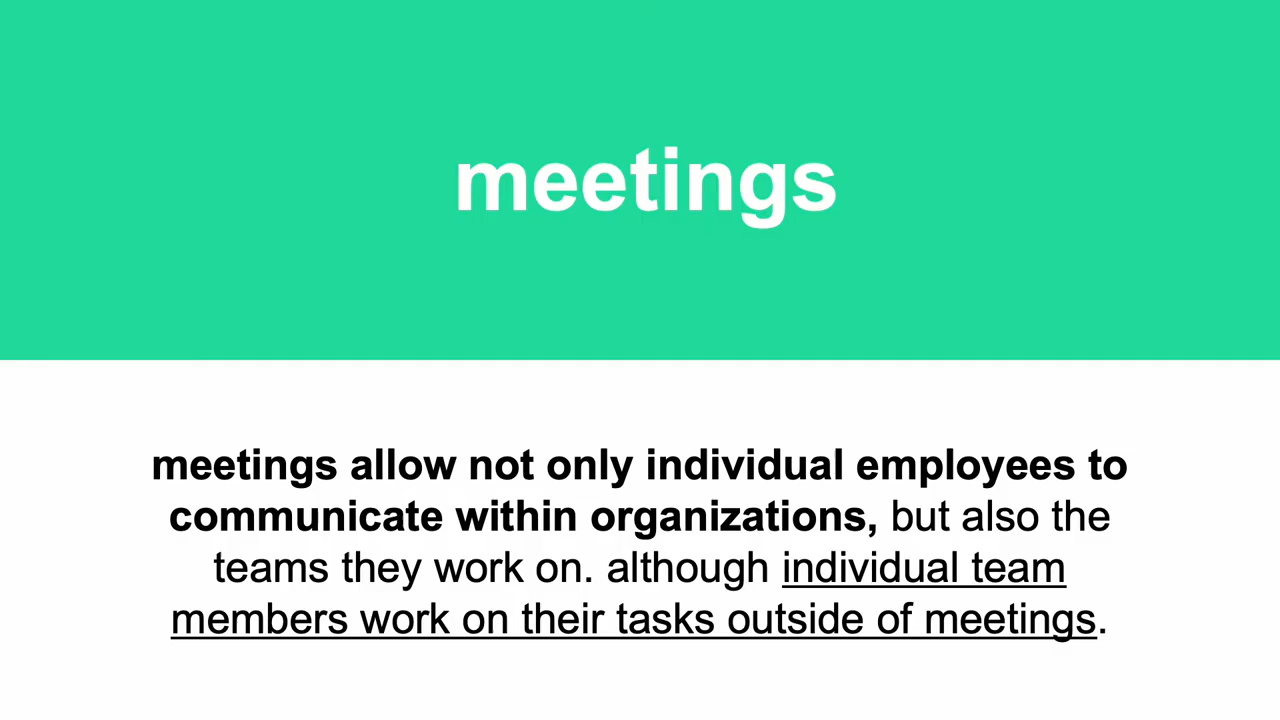 meetings
meetings allow not only individual employees to
communicate within organizations, but also the
teams they work on. although individual team
members work on their tasks outside of meetings.